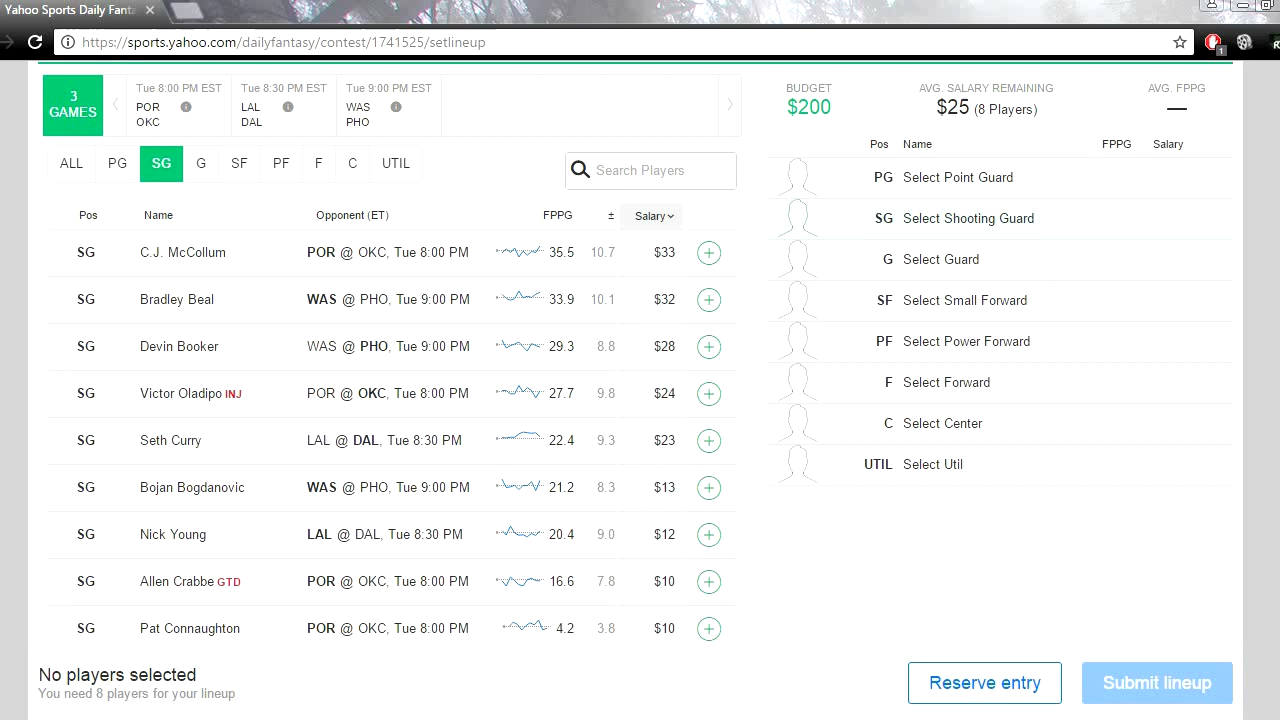 Yahoo Sports Daily Fanta
https://sports.yahoo.com/dailyfantasy/contest/1741525/setlineup
1
3 GAMES
Tue 8:00 PM EST
POR
OKC
Tue 8:30 PM EST
LAL
DAL
Tue 9:00 PM EST
WAS
PHO
BUDGET
$200
AVG. SALARY REMAINING
$25 (8 Players)
AVG. FPPG
—
ALL PG SG G SF PF F C UTIL
Search Players
Pos Name Opponent (ET) FPPG ± Salary
SG C.J. McCollum POR @ OKC, Tue 8:00 PM 35.5 10.7 $33
SG Bradley Beal WAS @ PHO, Tue 9:00 PM 33.9 10.1 $32
SG Devin Booker WAS @ PHO, Tue 9:00 PM 29.3 8.8 $28
SG Victor Oladipo INJ POR @ OKC, Tue 8:00 PM 27.7 9.8 $24
SG Seth Curry LAL @ DAL, Tue 8:30 PM 22.4 9.3 $23
SG Bojan Bogdanovic WAS @ PHO, Tue 9:00 PM 21.2 8.3 $13
SG Nick Young LAL @ DAL, Tue 8:30 PM 20.4 9.0 $12
SG Allen Crabbe GTD POR @ OKC, Tue 8:00 PM 16.6 7.8 $10
SG Pat Connaughton POR @ OKC, Tue 8:00 PM 4.2 3.8 $10
Pos Name FPPG Salary
PG Select Point Guard
SG Select Shooting Guard
G Select Guard
SF Select Small Forward
PF Select Power Forward
F Select Forward
C Select Center
UTIL Select Util
No players selected
You need 8 players for your lineup
Reserve entry
Submit lineup